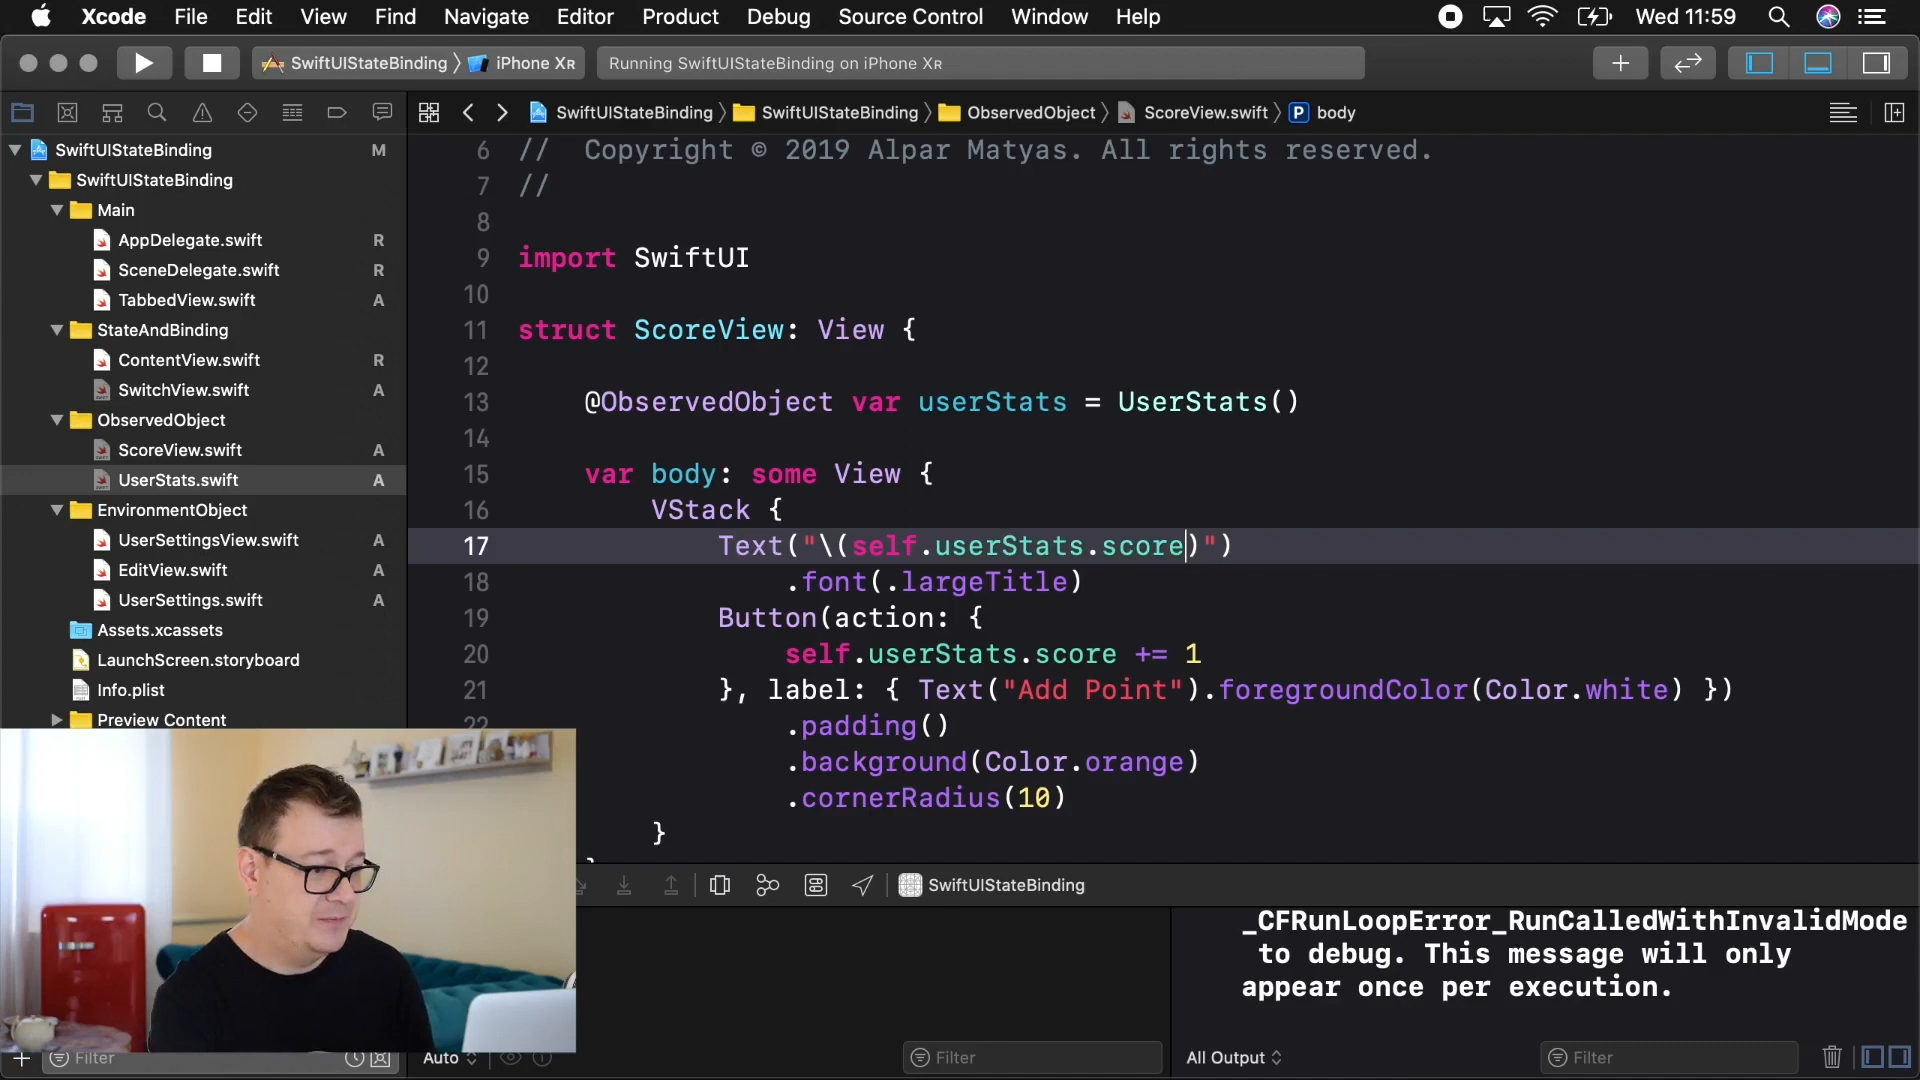 Xcode File Edit View Find Navigate Editor Product Debug Source Control Window Help Wed 11:59
SwiftUIStateBinding iPhone Xʀ Running SwiftUIStateBinding on iPhone Xʀ
SwiftUIStateBinding SwiftUIStateBinding ObservedObject ScoreView.swift P body
SwiftUIStateBinding M
SwiftUIStateBinding
Main
AppDelegate.swift R
SceneDelegate.swift R
TabbedView.swift A
StateAndBinding
ContentView.swift R
SwitchView.swift A
ObservedObject
ScoreView.swift A
UserStats.swift A
EnvironmentObject
UserSettingsView.swift A
EditView.swift A
UserSettings.swift A
Assets.xcassets
LaunchScreen.storyboard
Info.plist
Preview Content
6 //  Copyright © 2019 Alpar Matyas. All rights reserved.
7 //
8
9 import SwiftUI
10
11 struct ScoreView: View {
12
13     @ObservedObject var userStats = UserStats()
14
15     var body: some View {
16         VStack {
17             Text("\(self.userStats.score)")
18                 .font(.largeTitle)
19             Button(action: {
20                 self.userStats.score += 1
21             }, label: { Text("Add Point").foregroundColor(Color.white) })
22                 .padding()
.background(Color.orange)
.cornerRadius(10)
}
SwiftUIStateBinding
_CFRunLoopError_RunCalledWithInvalidMode
to debug. This message will only
appear once per execution.
Filter Auto Filter All Output Filter